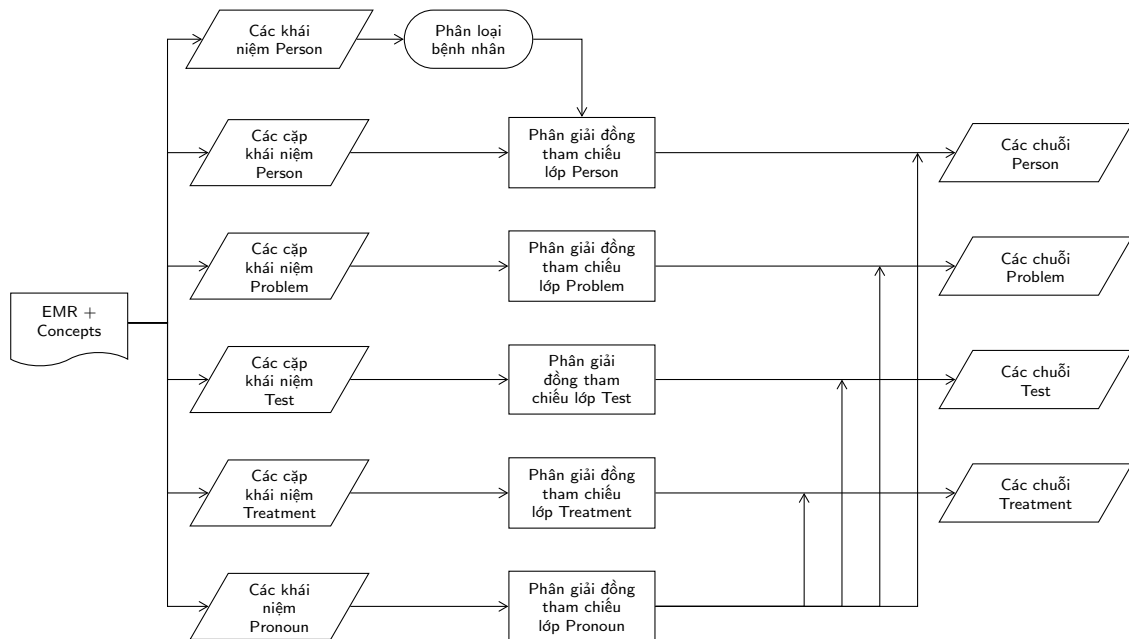 Các khái
niệm Person
Phân loại
bệnh nhân
Các cặp
khái niệm
Person
Phân giải đồng
tham chiếu
lớp Person
Các chuỗi
Person
Các cặp
khái niệm
Problem
Phân giải đồng
tham chiếu
lớp Problem
Các chuỗi
Problem
EMR +
Concepts
Các cặp
khái niệm
Test
Phân giải
đồng tham
chiếu lớp Test
Các chuỗi
Test
Các cặp
khái niệm
Treatment
Phân giải đồng
tham chiếu
lớp Treatment
Các chuỗi
Treatment
Các khái
niệm
Pronoun
Phân giải đồng
tham chiếu
lớp Pronoun